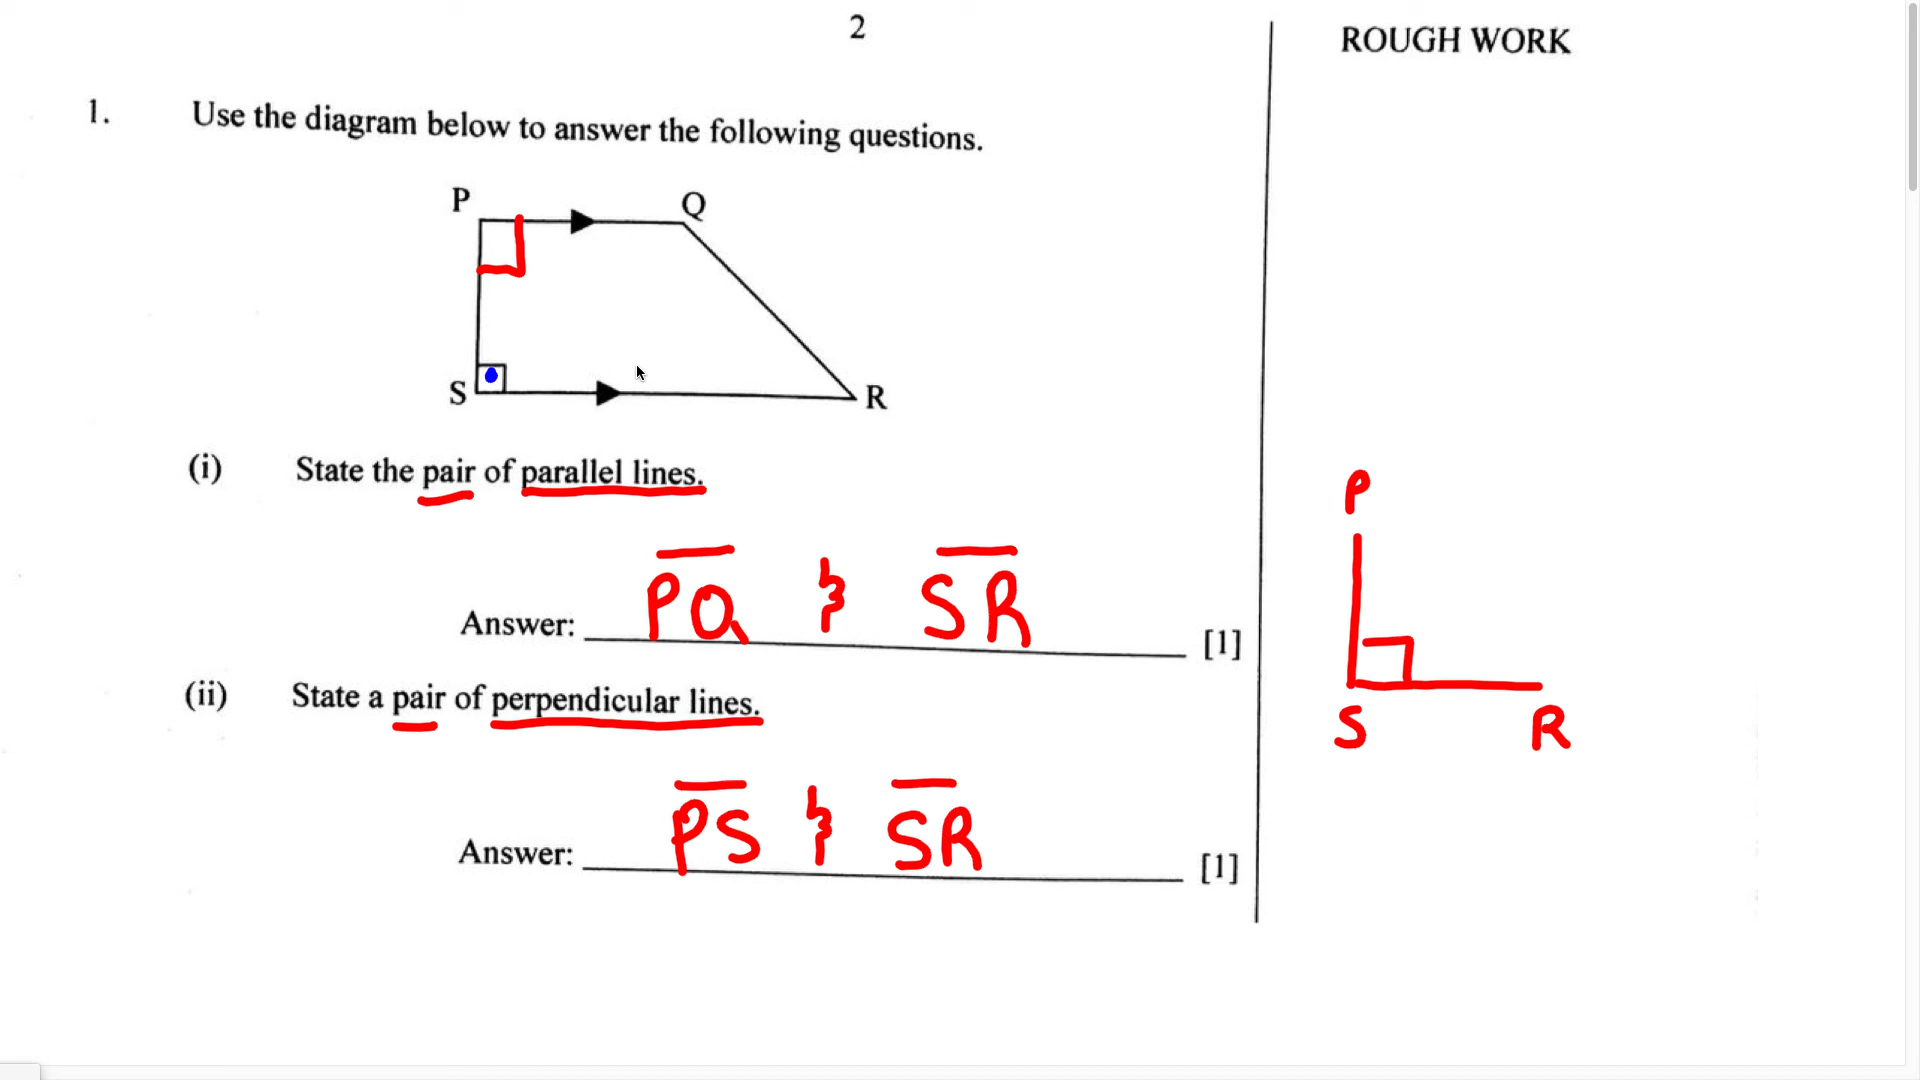 2
ROUGH WORK
1. Use the diagram below to answer the following questions.
P Q
S R
(i) State the pair of parallel lines.
Answer: PQ & SR [1]
(ii) State a pair of perpendicular lines.
Answer: PS & SR [1]
P
S R